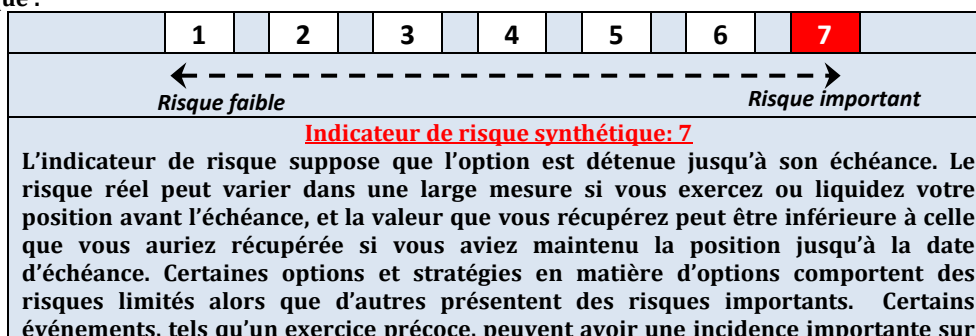 que :
1 2 3 4 5 6 7
Risque faible Risque important
Indicateur de risque synthétique: 7
L’indicateur de risque suppose que l’option est détenue jusqu’à son échéance. Le
risque réel peut varier dans une large mesure si vous exercez ou liquidez votre
position avant l’échéance, et la valeur que vous récupérez peut être inférieure à celle
que vous auriez récupérée si vous aviez maintenu la position jusqu’à la date
d’échéance. Certaines options et stratégies en matière d’options comportent des
risques limités alors que d’autres présentent des risques importants. Certains
événements, tels qu’un exercice précoce, peuvent avoir une incidence importante sur